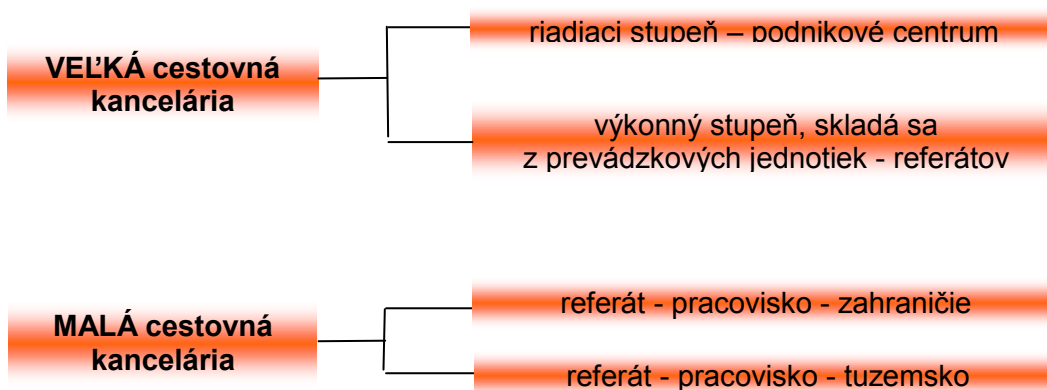 VEĽKÁ cestovná
kancelária
riadiaci stupeň – podnikové centrum
výkonný stupeň, skladá sa
z prevádzkových jednotiek - referátov
MALÁ cestovná
kancelária
referát - pracovisko - zahraničie
referát - pracovisko - tuzemsko